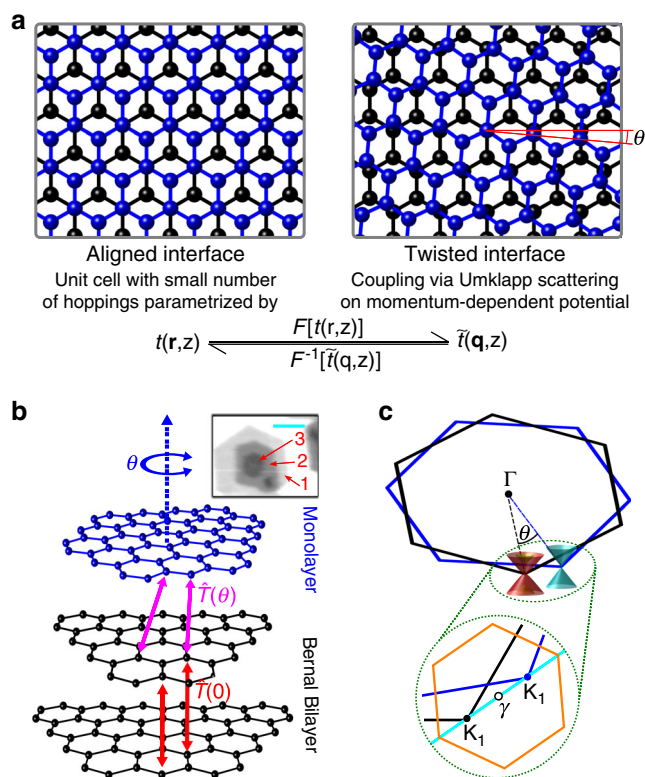 a
θ
Aligned interface
Twisted interface
Unit cell with small number
of hoppings parametrized by
Coupling via Umklapp scattering
on momentum-dependent potential
t(r,z)
F[t(r,z)]
F⁻¹[t̃(q,z)]
t̃(q,z)
b
θ
3
2
1
Monolayer
T̂(θ)
Bernal Bilayer
T̂(0)
c
Γ
θ
K₁
γ
K₁